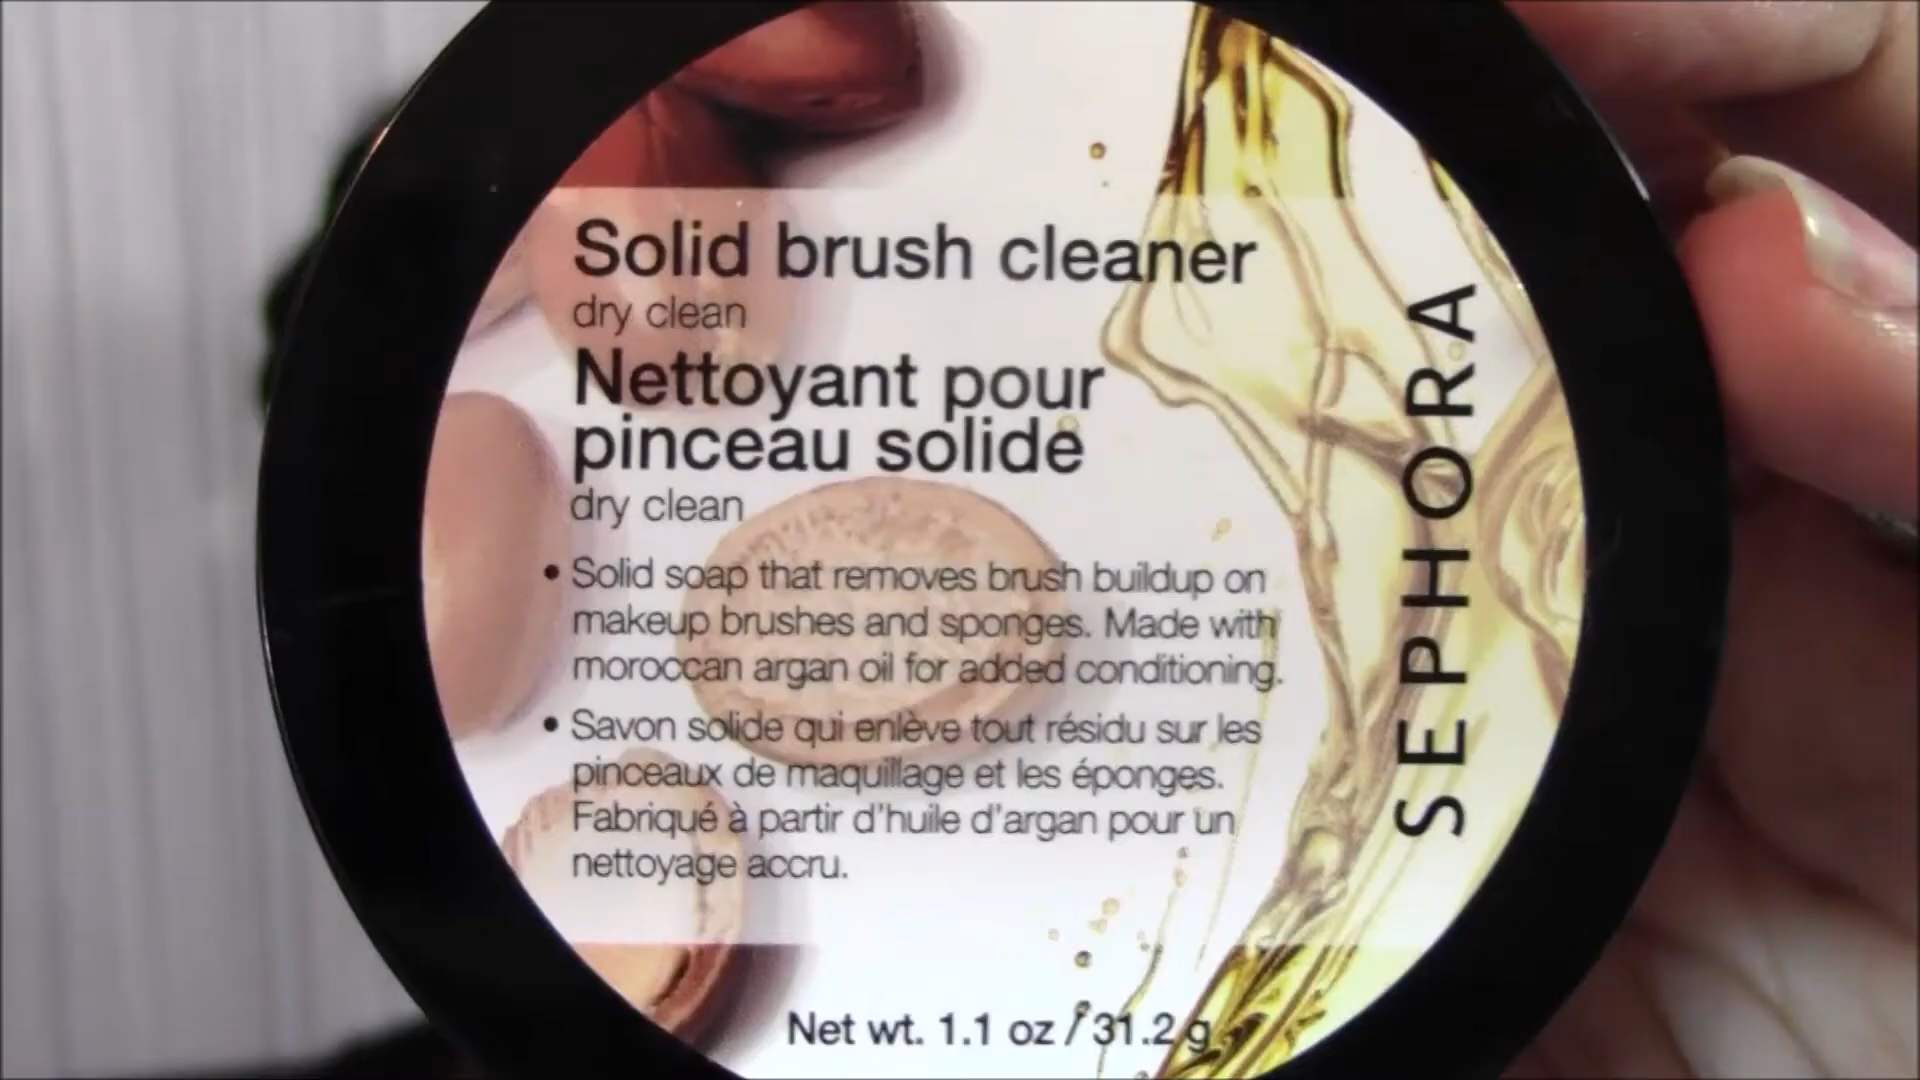 Solid brush cleaner
dry clean
Nettoyant pour
pinceau solide
dry clean
• Solid soap that removes brush buildup on
makeup brushes and sponges. Made with
moroccan argan oil for added conditioning.
• Savon solide qui enlève tout résidu sur les
pinceaux de maquillage et les éponges.
Fabriqué à partir d'huile d'argan pour un
nettoyage accru.
Net wt. 1.1 oz / 31.2 g
SEPHORA